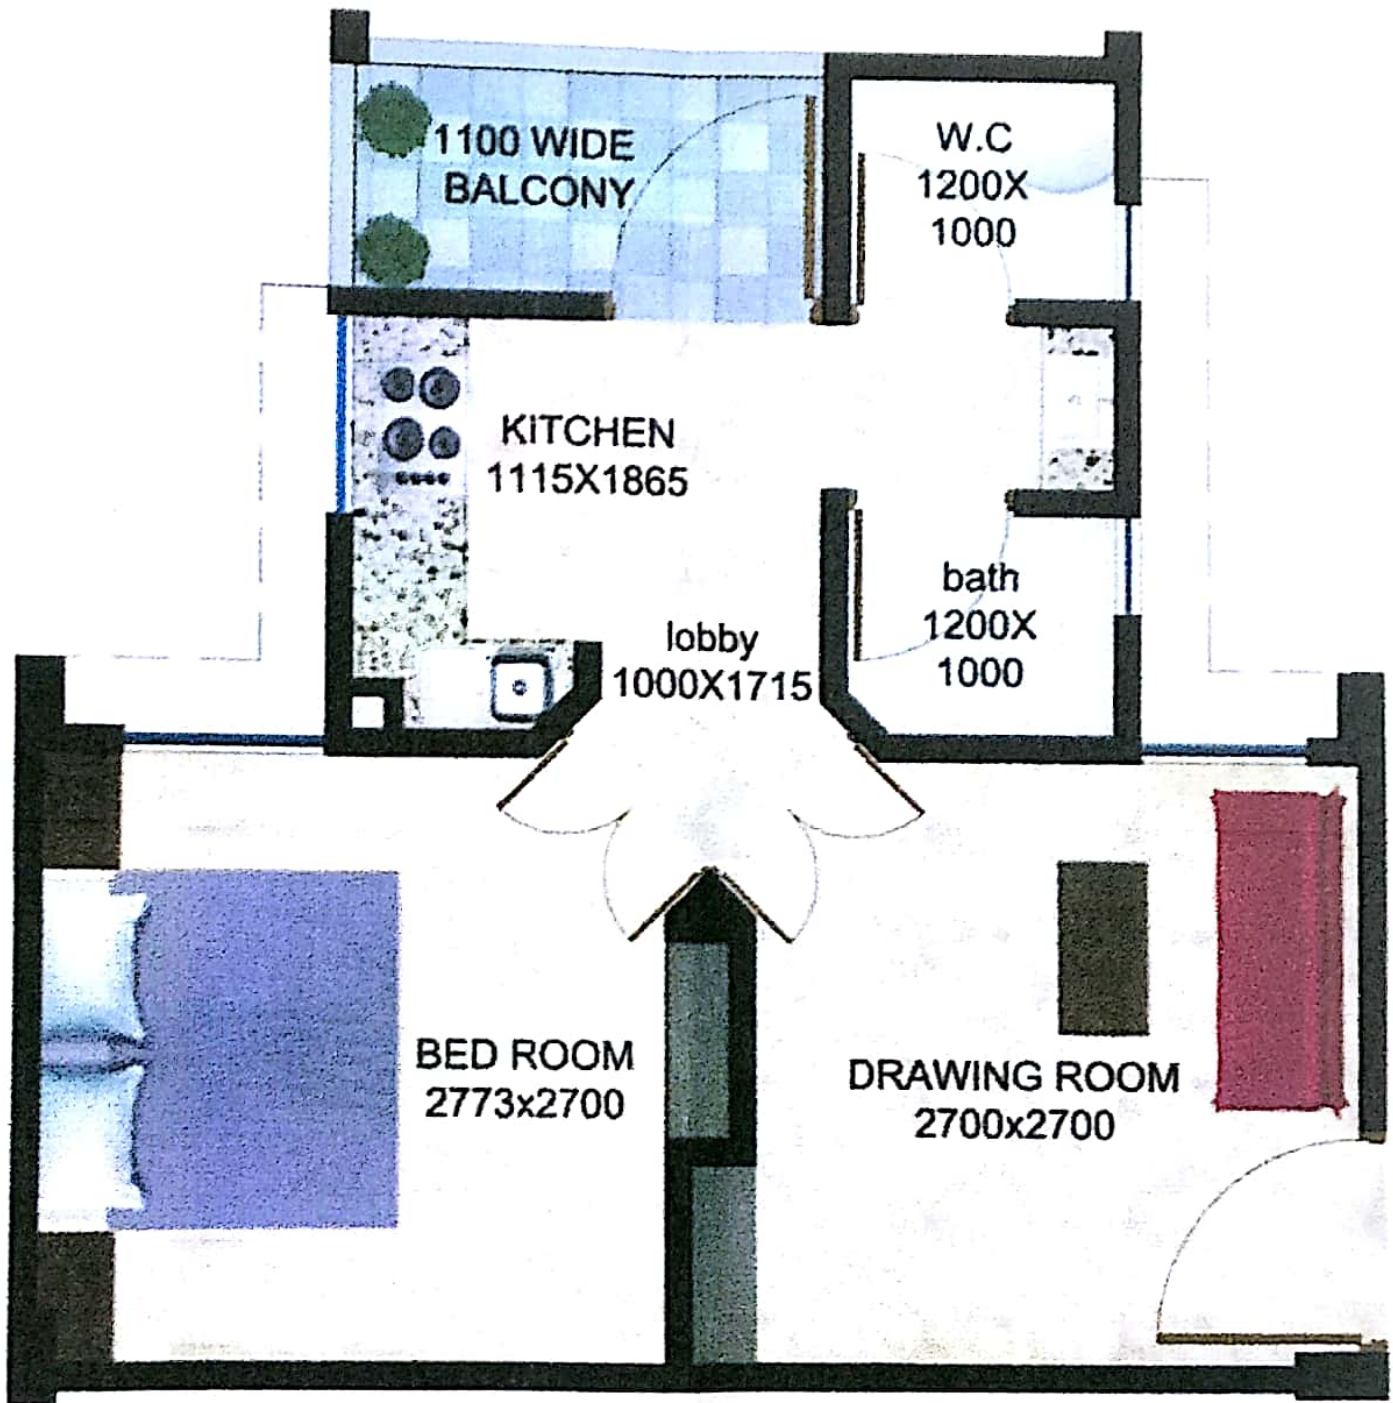 1100 WIDE
BALCONY
W.C
1200X
1000
KITCHEN
1115X1865
bath
1200X
1000
lobby
1000X1715
BED ROOM
2773x2700
DRAWING ROOM
2700x2700